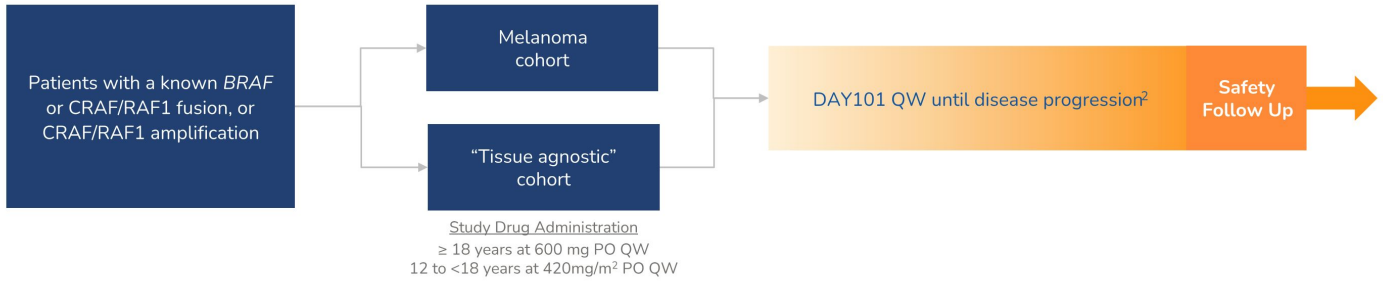 Patients with a known BRAF
or CRAF/RAF1 fusion, or
CRAF/RAF1 amplification
Melanoma
cohort
“Tissue agnostic”
cohort
Study Drug Administration
≥ 18 years at 600 mg PO QW
12 to <18 years at 420mg/m² PO QW
DAY101 QW until disease progression²
Safety
Follow Up